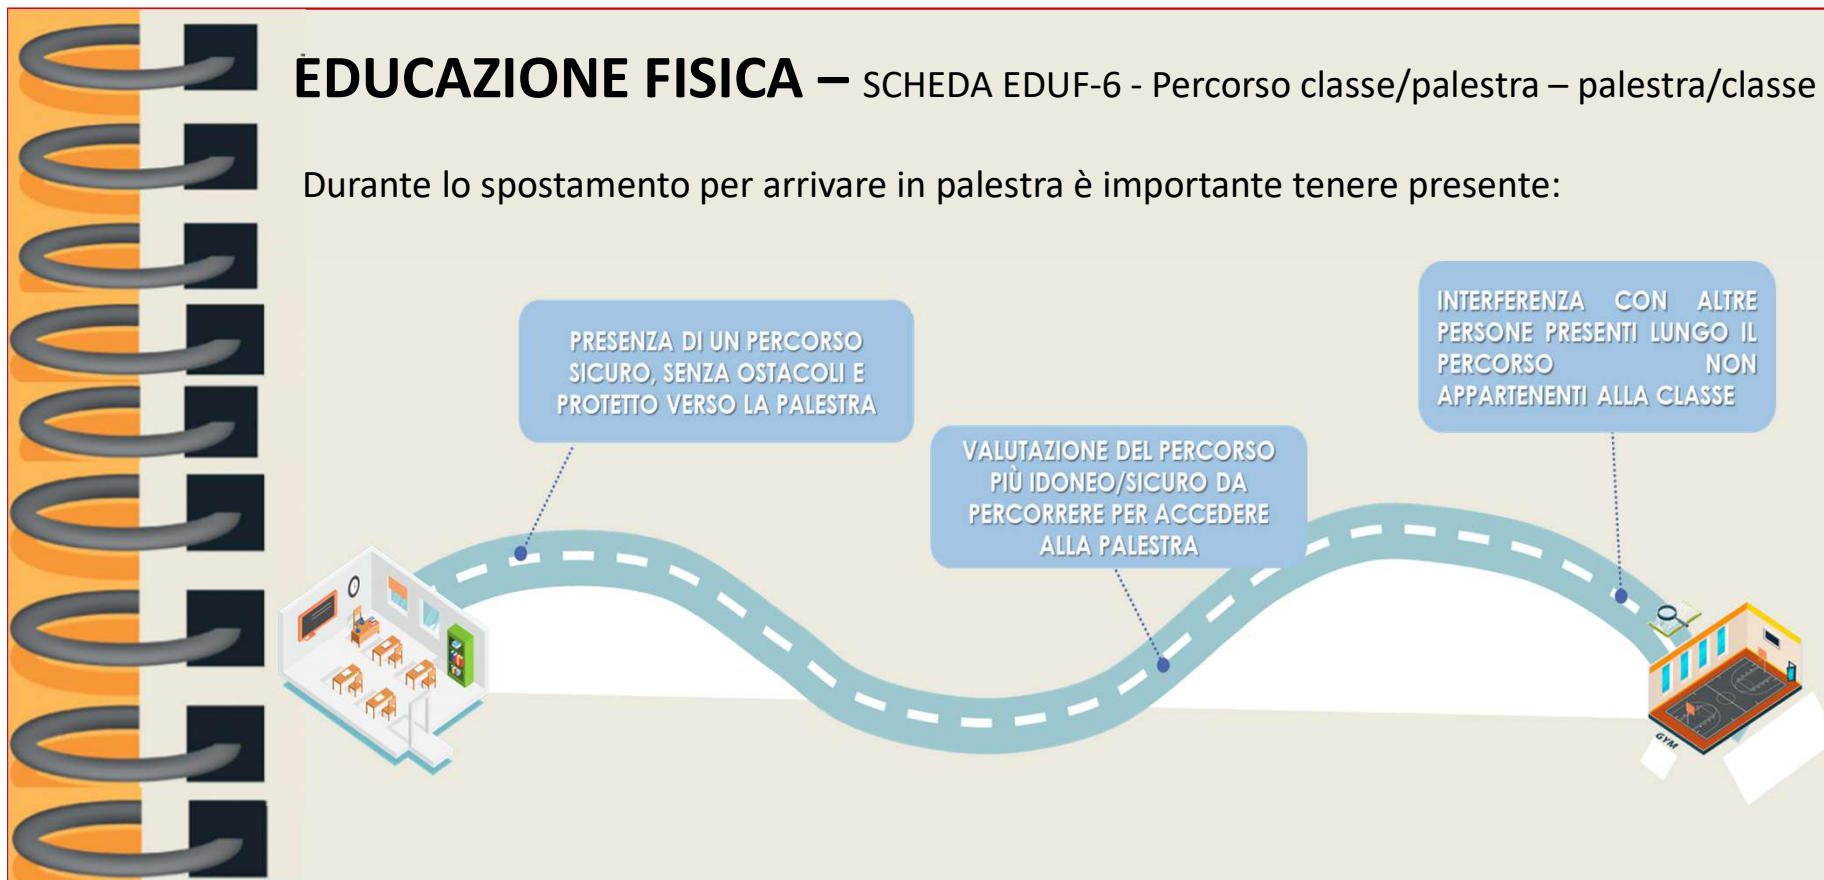 EDUCAZIONE FISICA – SCHEDA EDUF-6 - Percorso classe/palestra – palestra/classe
Durante lo spostamento per arrivare in palestra è importante tenere presente:
PRESENZA DI UN PERCORSO
SICURO, SENZA OSTACOLI E
PROTETTO VERSO LA PALESTRA
VALUTAZIONE DEL PERCORSO
PIÙ IDONEO/SICURO DA
PERCORRERE PER ACCEDERE
ALLA PALESTRA
INTERFERENZA CON ALTRE
PERSONE PRESENTI LUNGO IL
PERCORSO NON
APPARTENENTI ALLA CLASSE
GYM